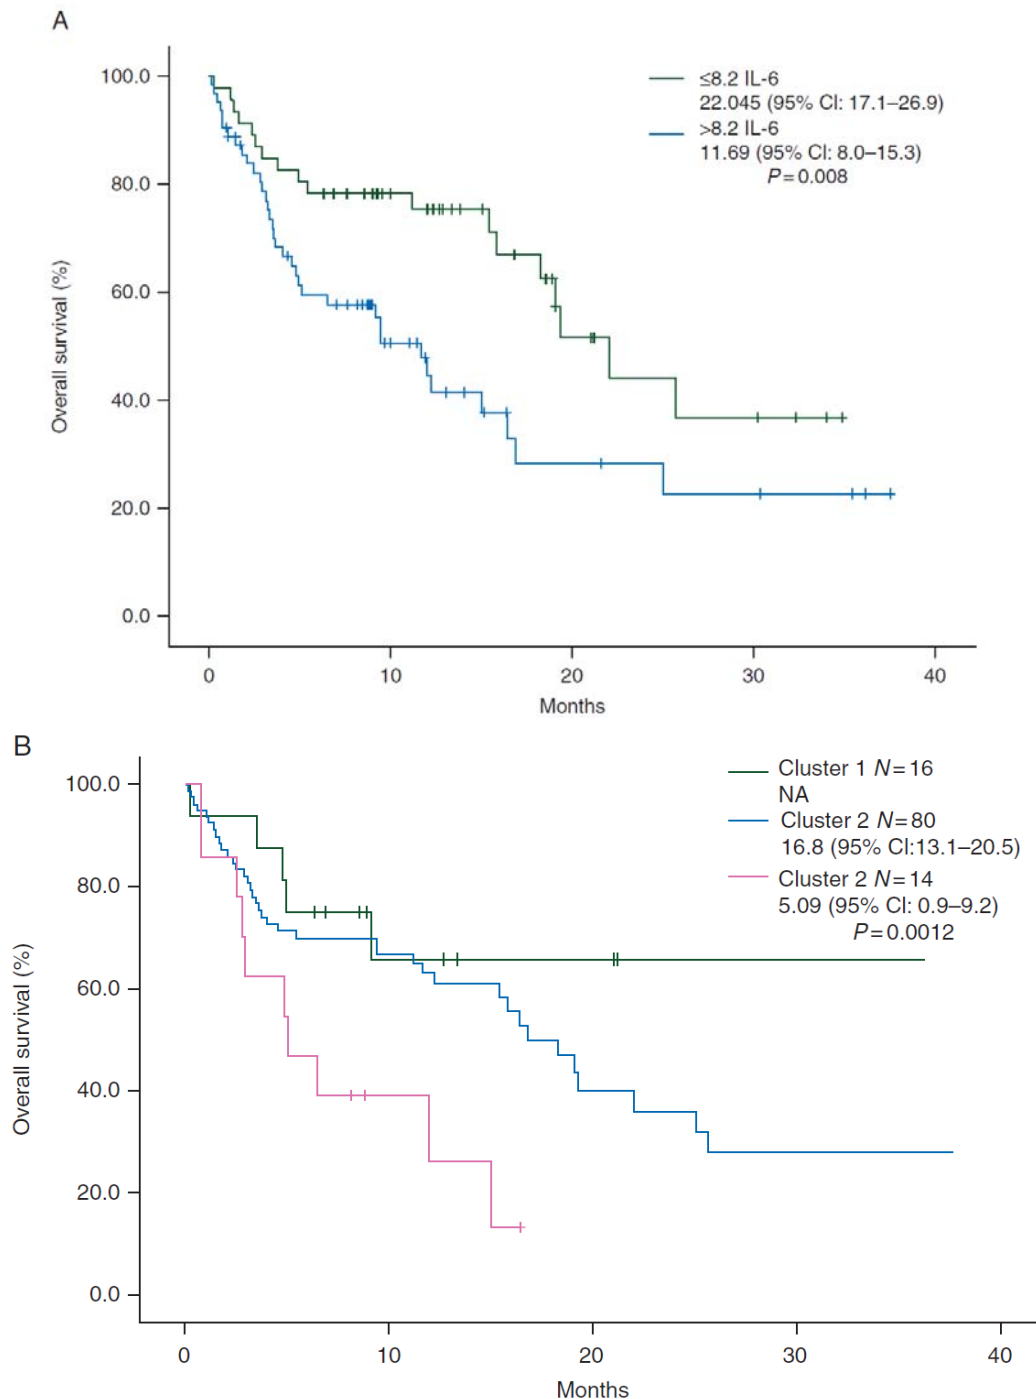 A
100.0
80.0
60.0
40.0
20.0
0.0
Overall survival (%)
≤8.2 IL-6
22.045 (95% CI: 17.1–26.9)
>8.2 IL-6
11.69 (95% CI: 8.0–15.3)
P=0.008
0 10 20 30 40
Months
B
100.0
80.0
60.0
40.0
20.0
0.0
Overall survival (%)
Cluster 1 N=16
NA
Cluster 2 N=80
16.8 (95% CI:13.1–20.5)
Cluster 2 N=14
5.09 (95% CI: 0.9–9.2)
P=0.0012
0 10 20 30 40
Months